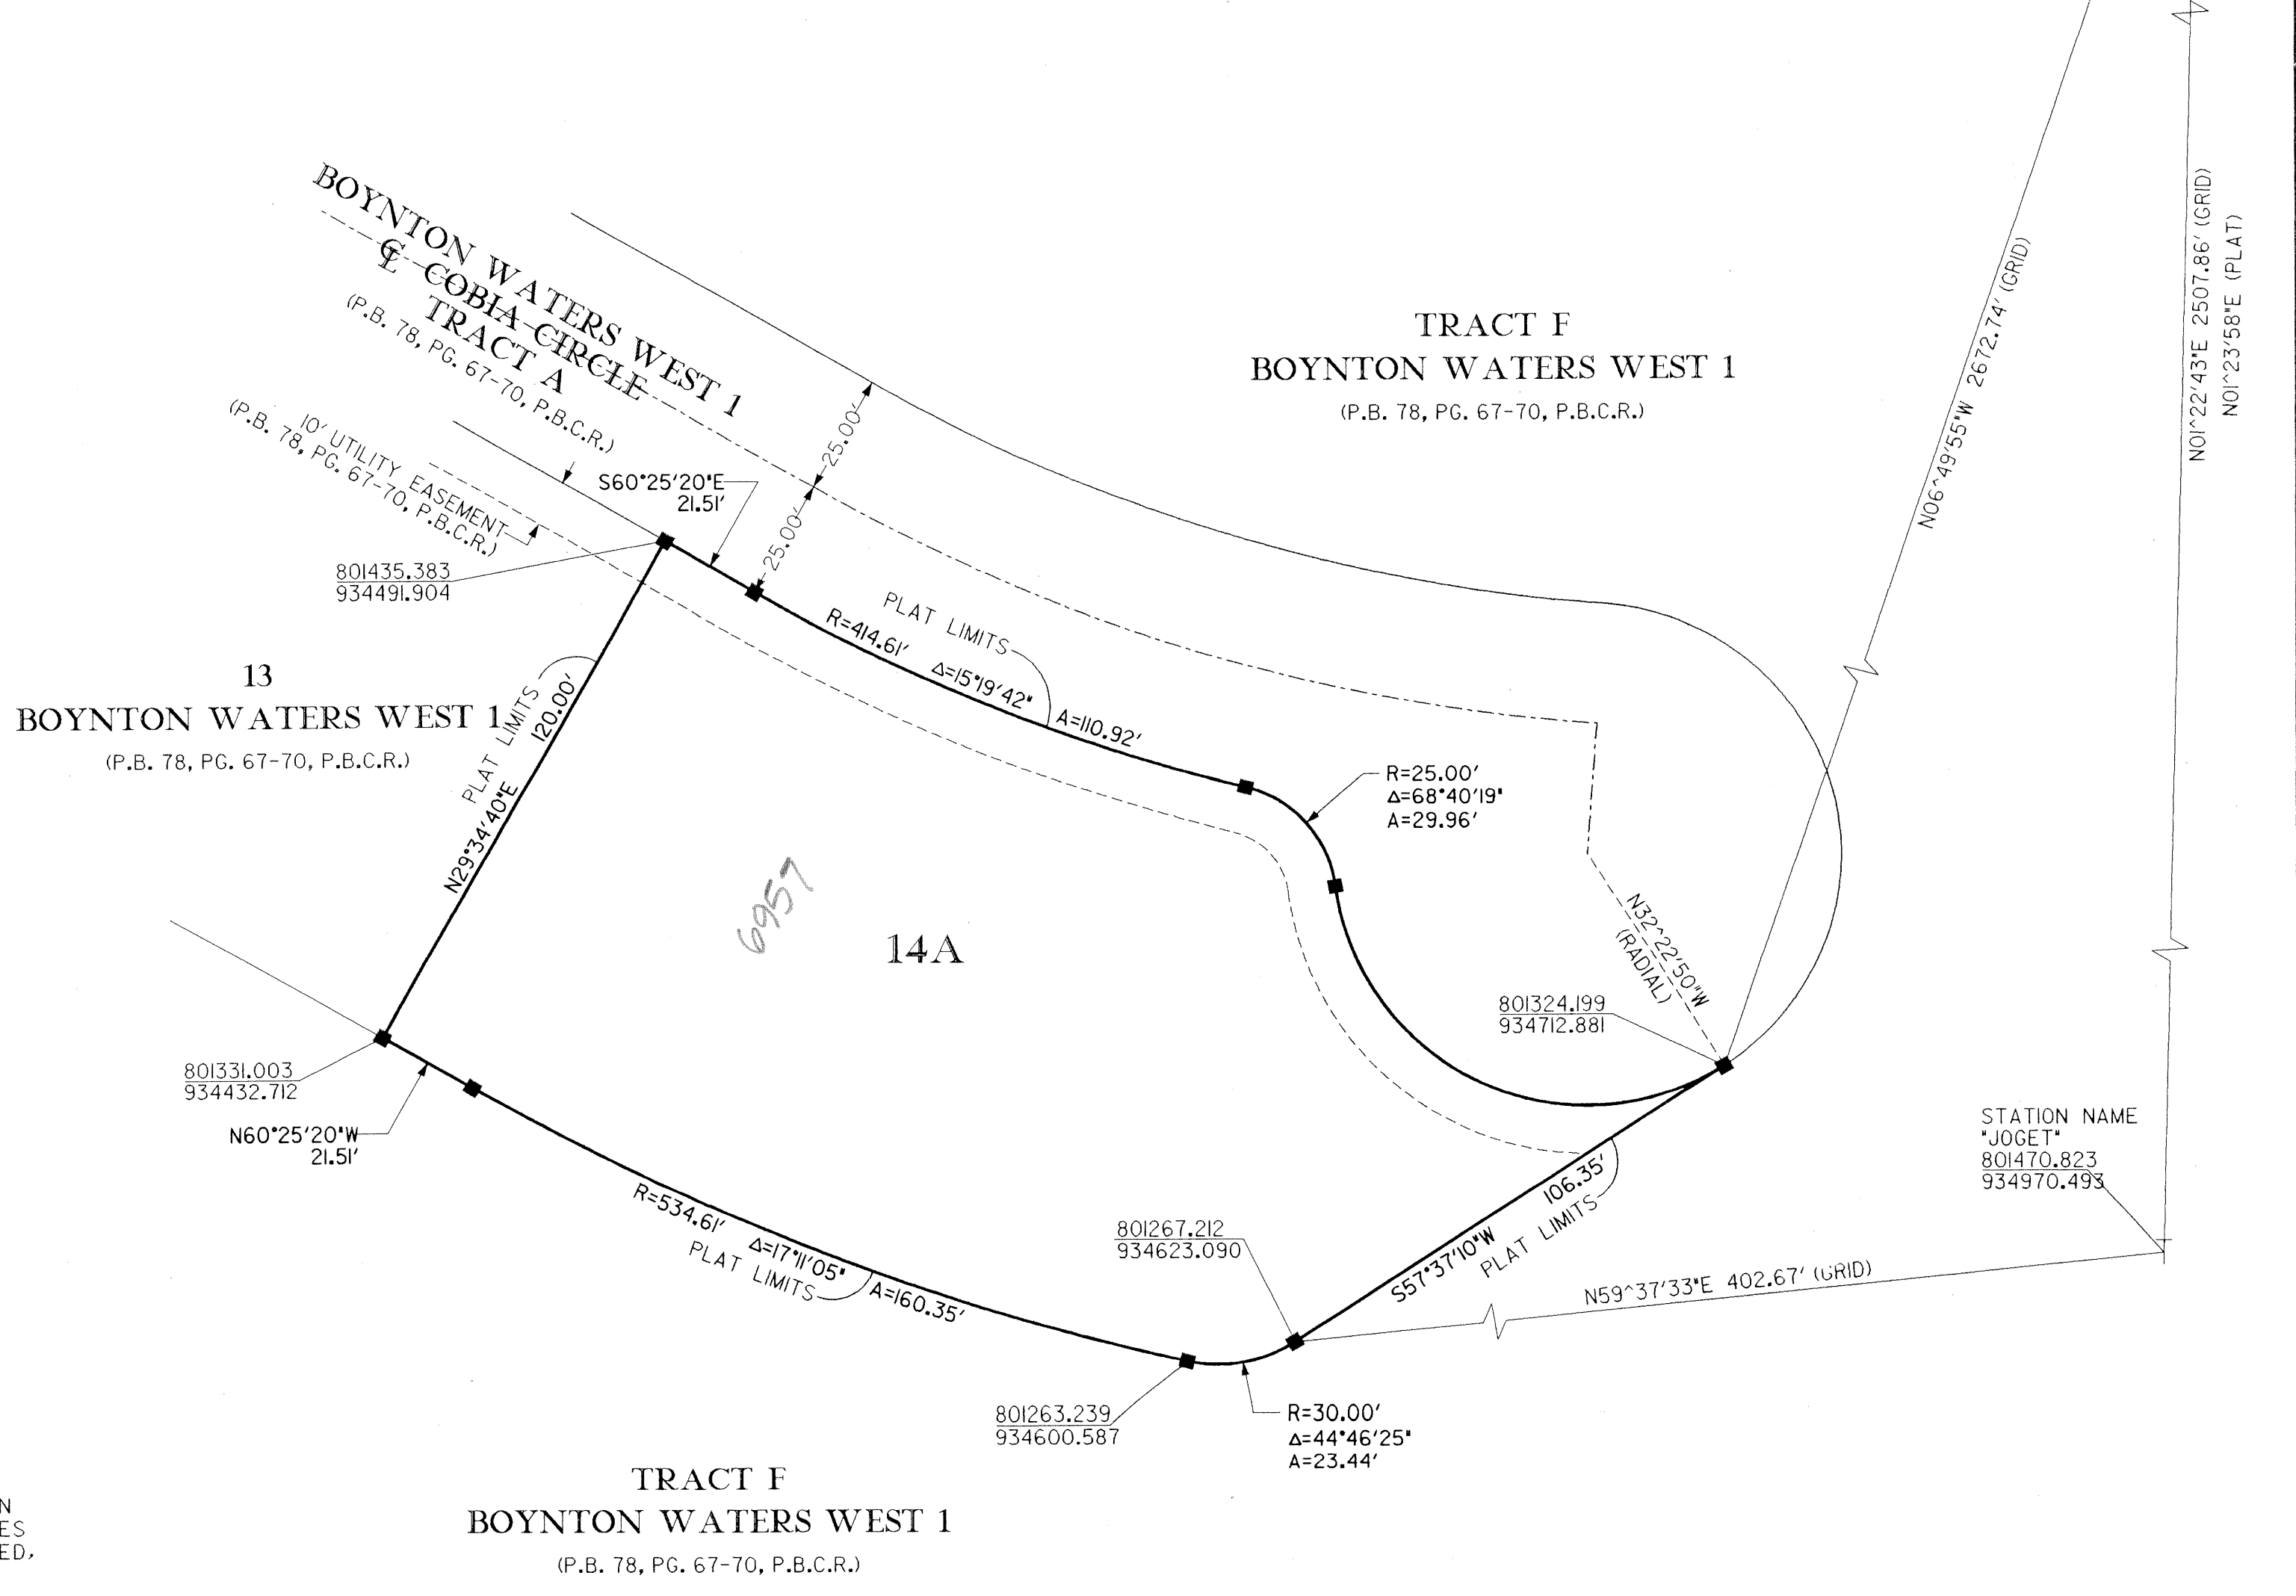 BOYNTON WATERS WEST 1
℄ COBIA CIRCLE
TRACT A
(P.B. 78, PG. 67-70, P.B.C.R.)
10' UTILITY EASEMENT
(P.B. 78, PG. 67-70, P.B.C.R.)
S60°25'20"E
21.51'
25.00'
25.00'
TRACT F
BOYNTON WATERS WEST 1
(P.B. 78, PG. 67-70, P.B.C.R.)
N06^49'55"W 2672.74' (GRID)
N01^22'43"E 2507.86' (GRID)
N01^23'58"E (PLAT)
801435.383
934491.904
PLAT LIMITS
R=414.61'
Δ=15°19'42"
A=110.92'
13
BOYNTON WATERS WEST 1
(P.B. 78, PG. 67-70, P.B.C.R.)
PLAT LIMITS
120.00'
N29°34'40"E
R=25.00'
Δ=68°40'19"
A=29.96'
6957
14A
N32^22'50"W
(RADIAL)
801324.199
934712.881
801331.003
934432.712
N60°25'20"W
21.51'
STATION NAME
"JOGET"
801470.823
934970.493
R=534.61'
Δ=17°11'05"
A=160.35'
PLAT LIMITS
801267.212
934623.090
106.35'
S57°37'10"W
PLAT LIMITS
N59^37'33"E 402.67' (GRID)
801263.239
934600.587
R=30.00'
Δ=44°46'25"
A=23.44'
TRACT F
BOYNTON WATERS WEST 1
(P.B. 78, PG. 67-70, P.B.C.R.)
N
ES
ED,